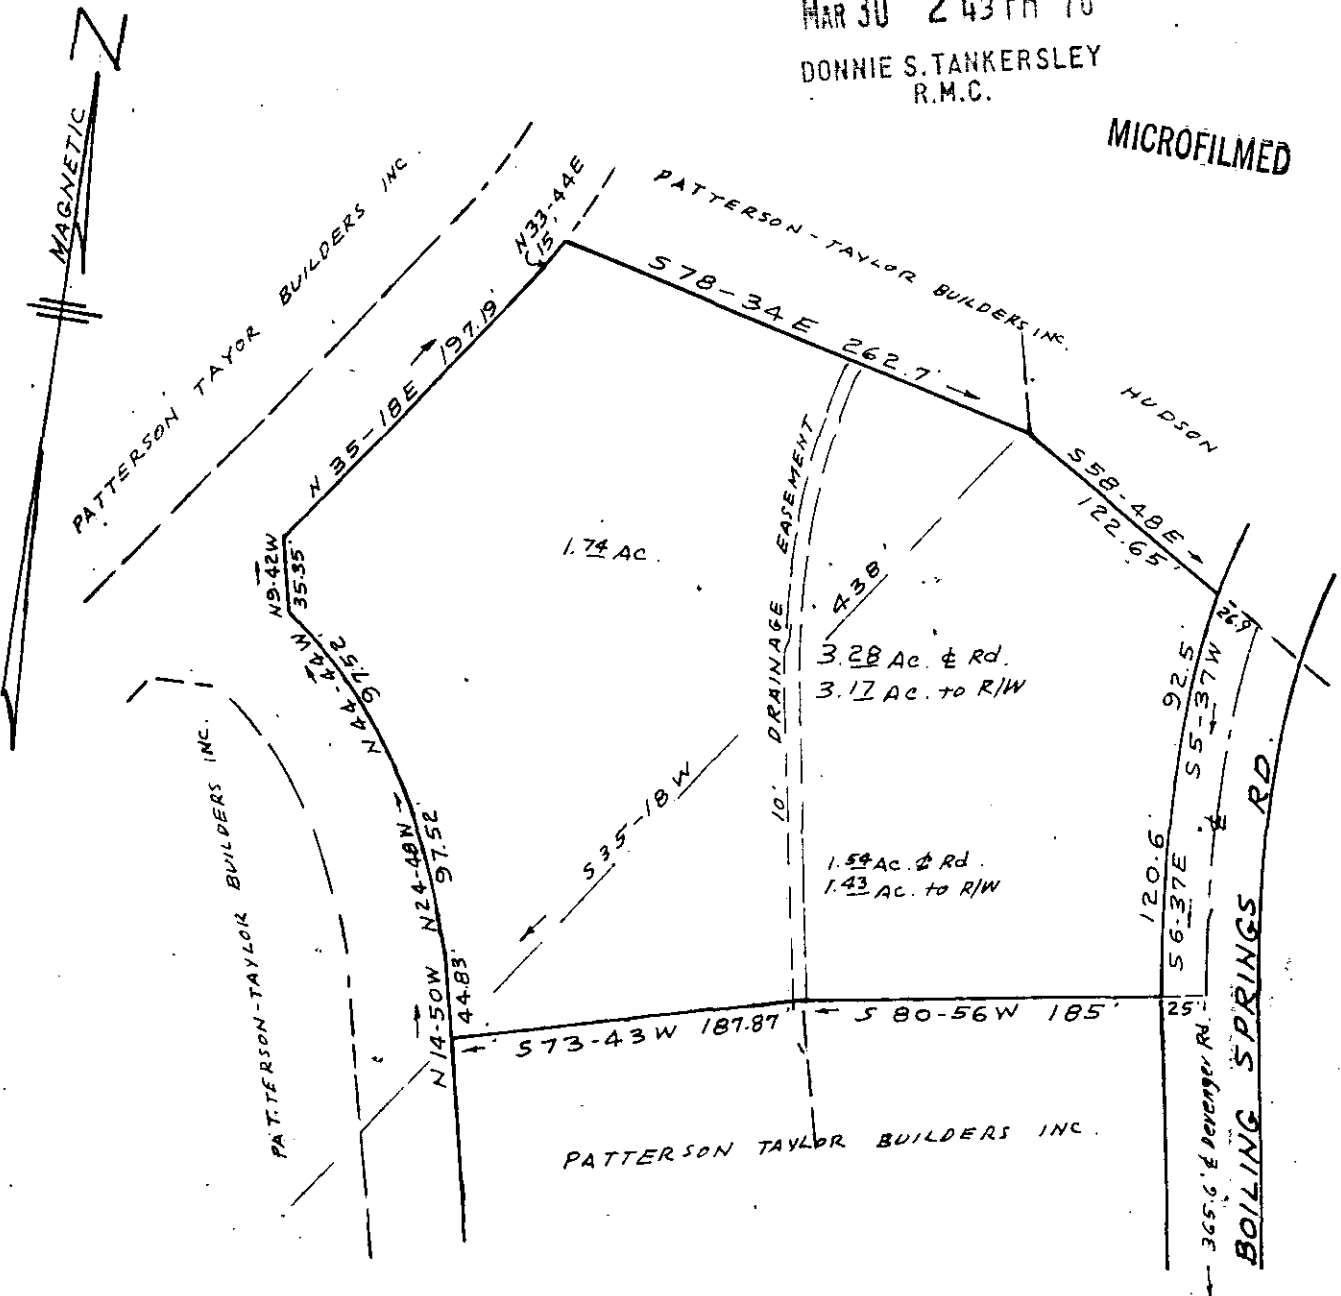 MAR 30 2 43 PM '76
DONNIE S. TANKERSLEY
R.M.C.
MICROFILMED
MAGNETIC
N
PATTERSON TAYOR BUILDERS INC
N33-44E
15'
PATTERSON-TAYLOR BUILDERS INC.
S 78-34 E 262.7'
HUDSON
N 35-18E 197.19'
S58-48E
122.65'
1.74 AC.
10' DRAINAGE EASEMENT
438'
N9-42W
35.35'
26.9
3.28 Ac. ℄ Rd.
3.17 Ac. to R/W
92.5'
S5-37W
N44-44W
97.52'
S35-18W
PATTERSON-TAYLOR BUILDERS INC.
N24-48W
97.52'
1.54 Ac. ℄ Rd.
1.43 Ac. to R/W
120.6'
S6-37E
℄
BOILING SPRINGS RD.
N14-50W
44.83'
S73-43W 187.87'
S 80-56W 185'
25'
365.6' ℄ Devenger Rd.
PATTERSON TAYLOR BUILDERS INC.